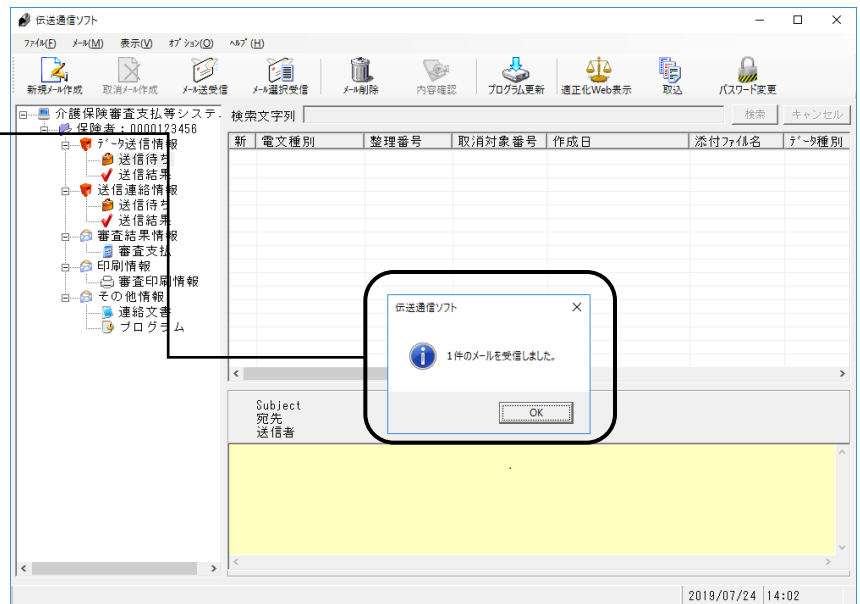 伝送通信ソフト
ファイル(F) メール(M) 表示(V) オプション(O) ヘルプ(H)
新規メール作成 取消メール作成 メール送受信 メール選択受信 メール削除 内容確認 プログラム更新 適正化Web表示 取込 パスワード変更
介護保険審査支払等システ
検索文字列 検索 キャンセル
保険者：0000123456
新 電文種別 整理番号 取消対象番号 作成日 添付ファイル名 データ種別
データ送信情報
送信待ち
送信結果
送信連絡情報
送信待ち
送信結果
審査結果情報
審査支払
印刷情報
審査印刷情報
その他情報
連絡文書
プログラム
伝送通信ソフト
1件のメールを受信しました。
OK
Subject
宛先
送信者
2019/07/24 14:02